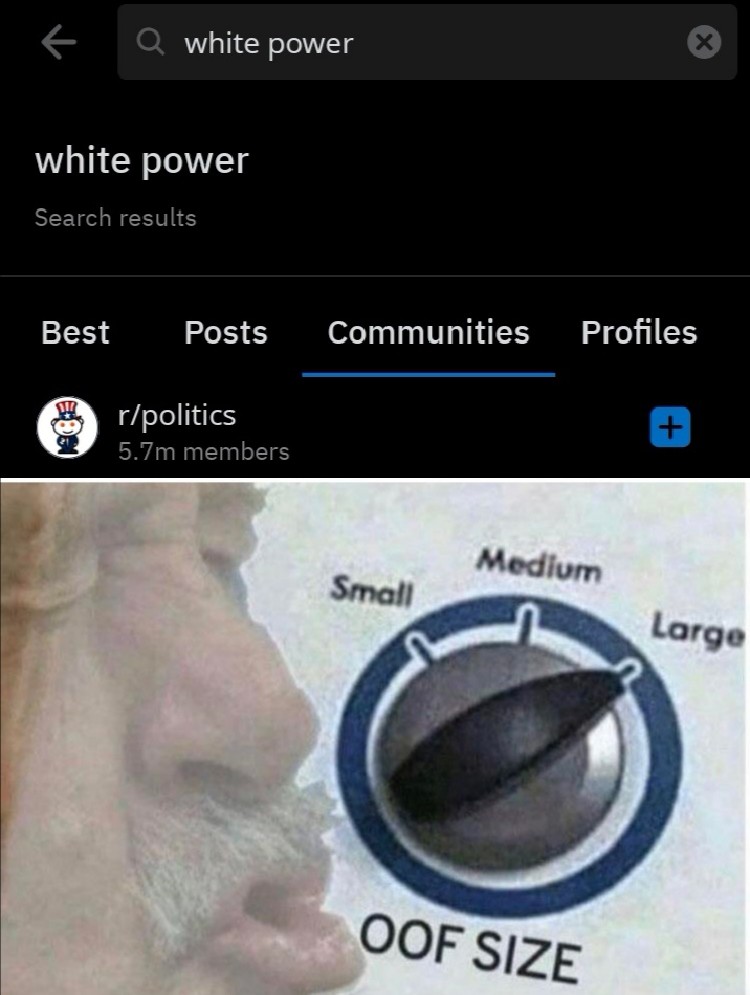 white power
white power
Search results
Best Posts Communities Profiles
r/politics
5.7m members
Small Medium Large
OOF SIZE